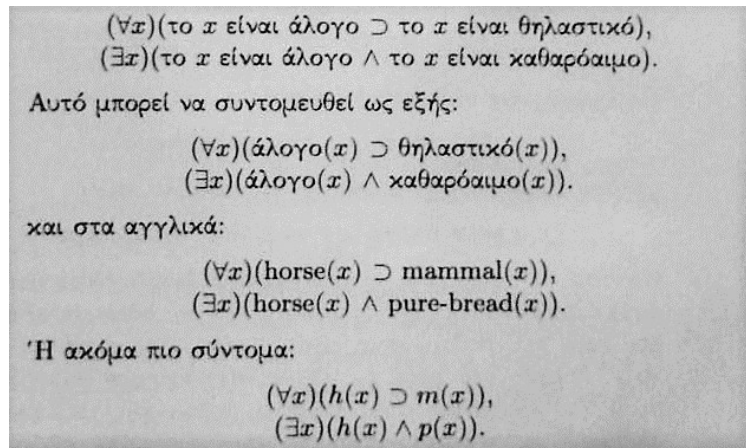 (∀x)(το x είναι άλογο ⊃ το x είναι θηλαστικό),
(∃x)(το x είναι άλογο ∧ το x είναι καθαρόαιμο).
Αυτό μπορεί να συντομευθεί ως εξής:
(∀x)(άλογο(x) ⊃ θηλαστικό(x)),
(∃x)(άλογο(x) ∧ καθαρόαιμο(x)).
και στα αγγλικά:
(∀x)(horse(x) ⊃ mammal(x)),
(∃x)(horse(x) ∧ pure-bread(x)).
Ή ακόμα πιο σύντομα:
(∀x)(h(x) ⊃ m(x)),
(∃x)(h(x) ∧ p(x)).